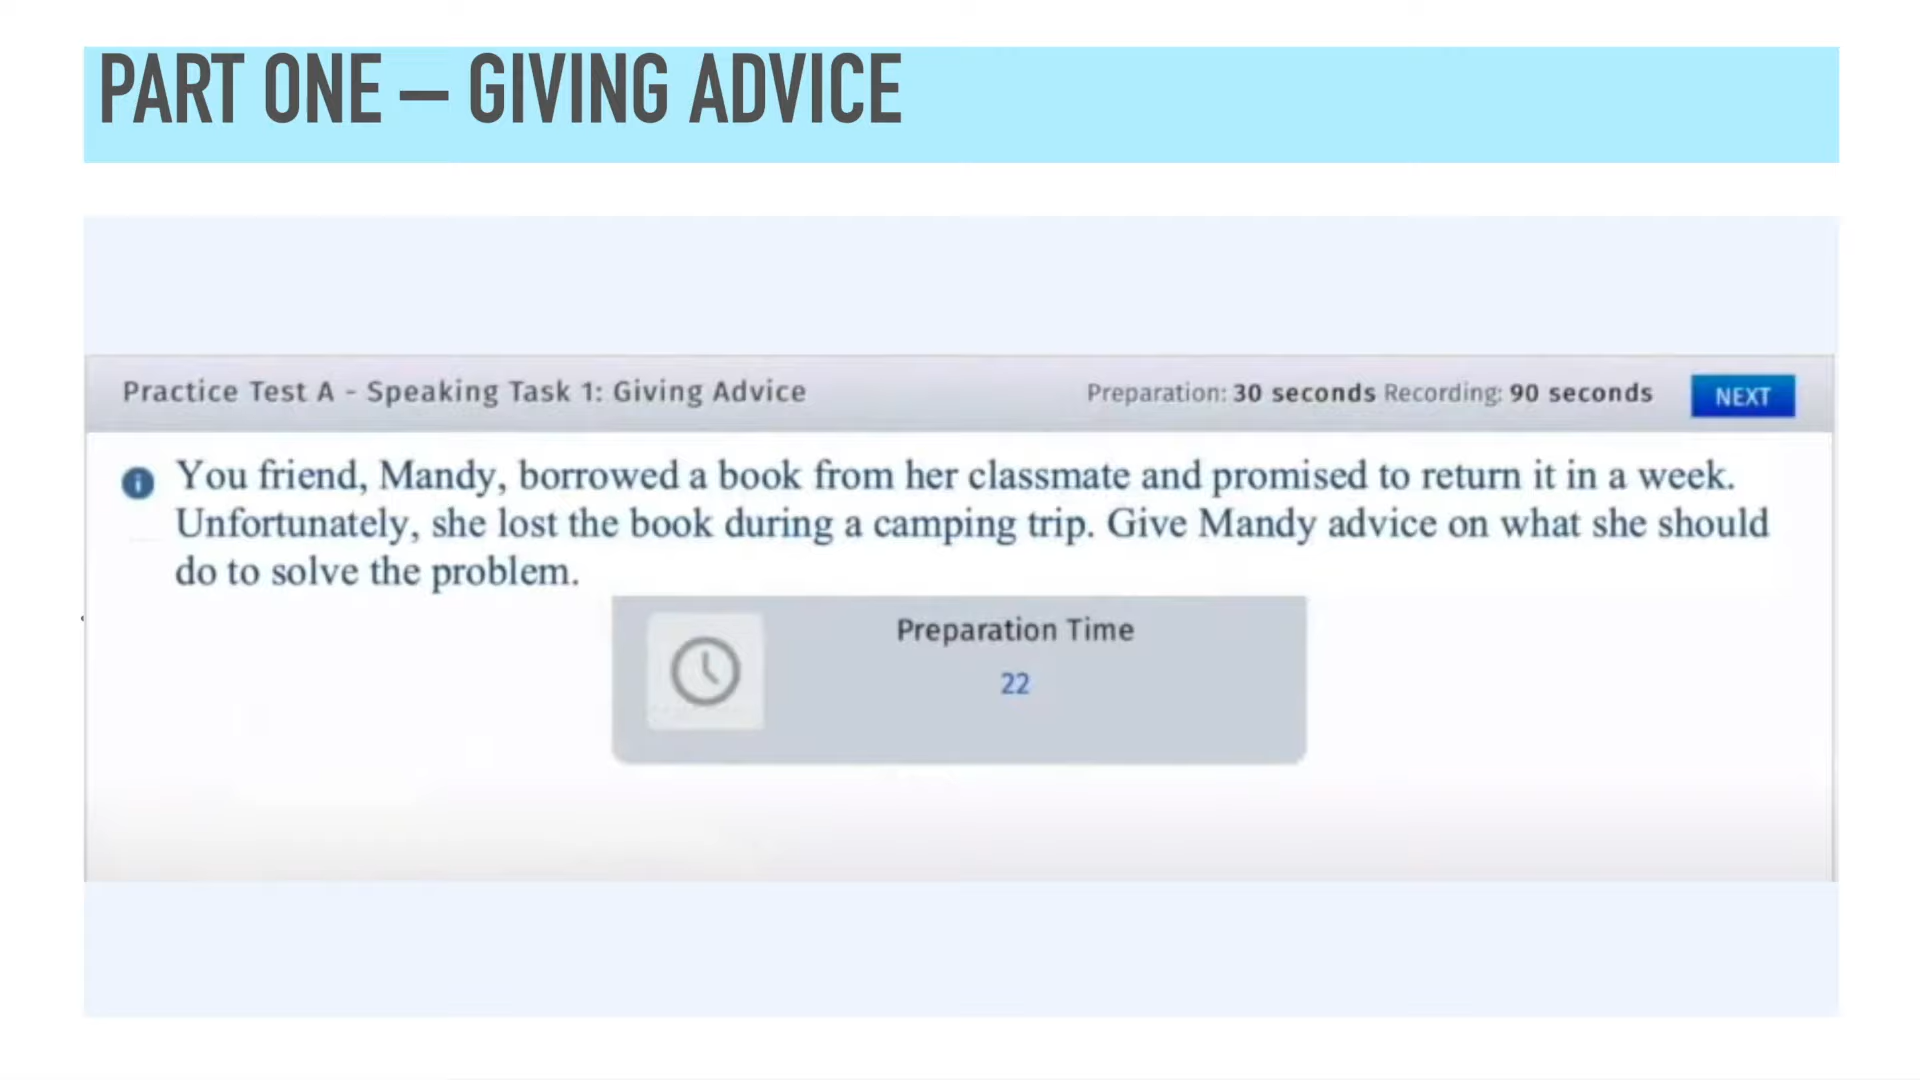 PART ONE – GIVING ADVICE
Practice Test A - Speaking Task 1: Giving Advice
Preparation: 30 seconds Recording: 90 seconds
NEXT
You friend, Mandy, borrowed a book from her classmate and promised to return it in a week.
Unfortunately, she lost the book during a camping trip. Give Mandy advice on what she should
do to solve the problem.
Preparation Time
22